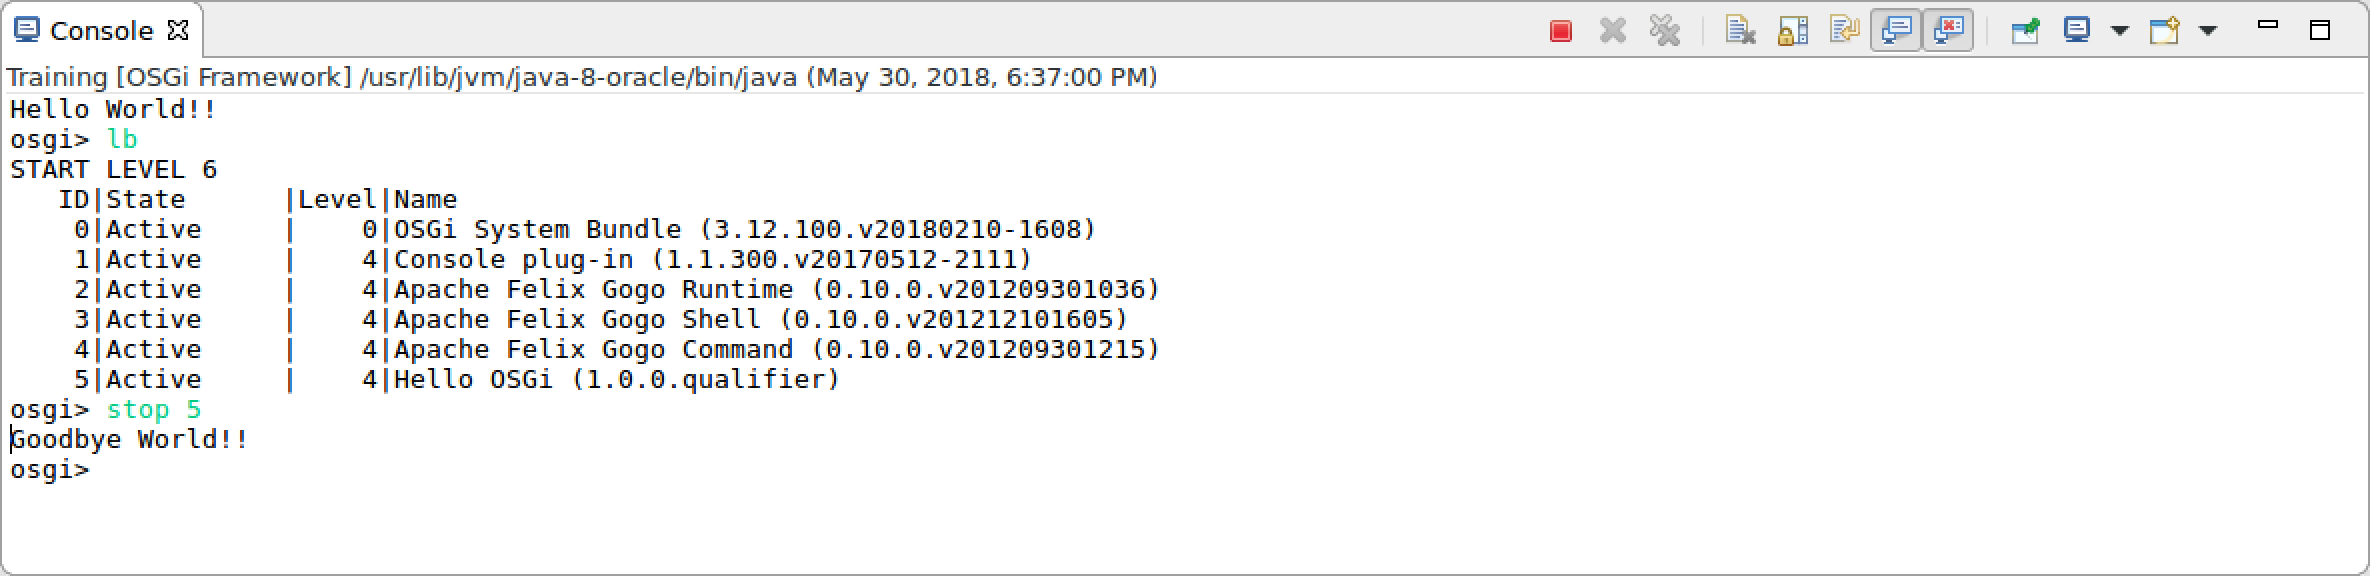 Console
Training [OSGi Framework] /usr/lib/jvm/java-8-oracle/bin/java (May 30, 2018, 6:37:00 PM)
Hello World!!
osgi> lb
START LEVEL 6
   ID|State      |Level|Name
    0|Active     |    0|OSGi System Bundle (3.12.100.v20180210-1608)
    1|Active     |    4|Console plug-in (1.1.300.v20170512-2111)
    2|Active     |    4|Apache Felix Gogo Runtime (0.10.0.v201209301036)
    3|Active     |    4|Apache Felix Gogo Shell (0.10.0.v201212101605)
    4|Active     |    4|Apache Felix Gogo Command (0.10.0.v201209301215)
    5|Active     |    4|Hello OSGi (1.0.0.qualifier)
osgi> stop 5
Goodbye World!!
osgi>